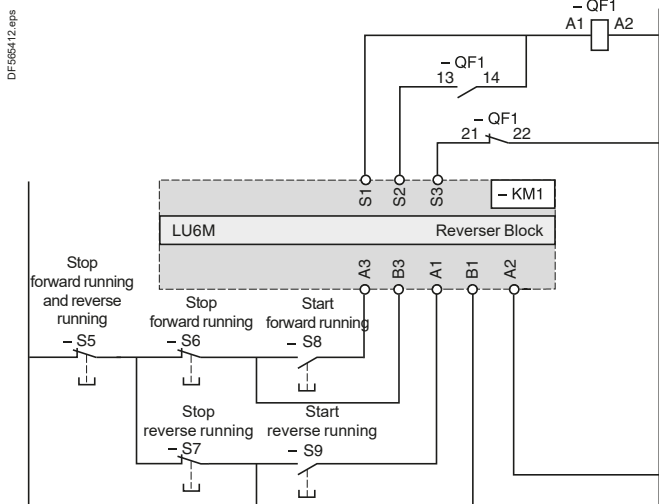 DF565412.eps
– QF1
A1 A2
– QF1
13 14
– QF1
21 22
S1 S2 S3
– KM1
LU6M Reverser Block
A3 B3 A1 B1 A2
Stop
forward running
and reverse
running
– S5
Stop
forward running
– S6
Start
forward running
– S8
Stop
reverse running
– S7
Start
reverse running
– S9